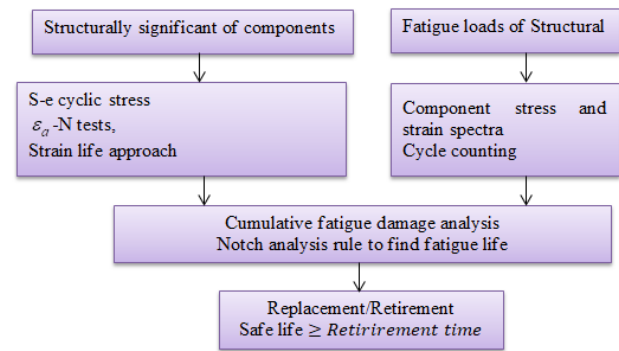 Structurally significant of components
Fatigue loads of Structural
S-e cyclic stress
εₐ-N tests,
Strain life approach
Component stress and
strain spectra
Cycle counting
Cumulative fatigue damage analysis
Notch analysis rule to find fatigue life
Replacement/Retirement
Safe life ≥ Retirirement time